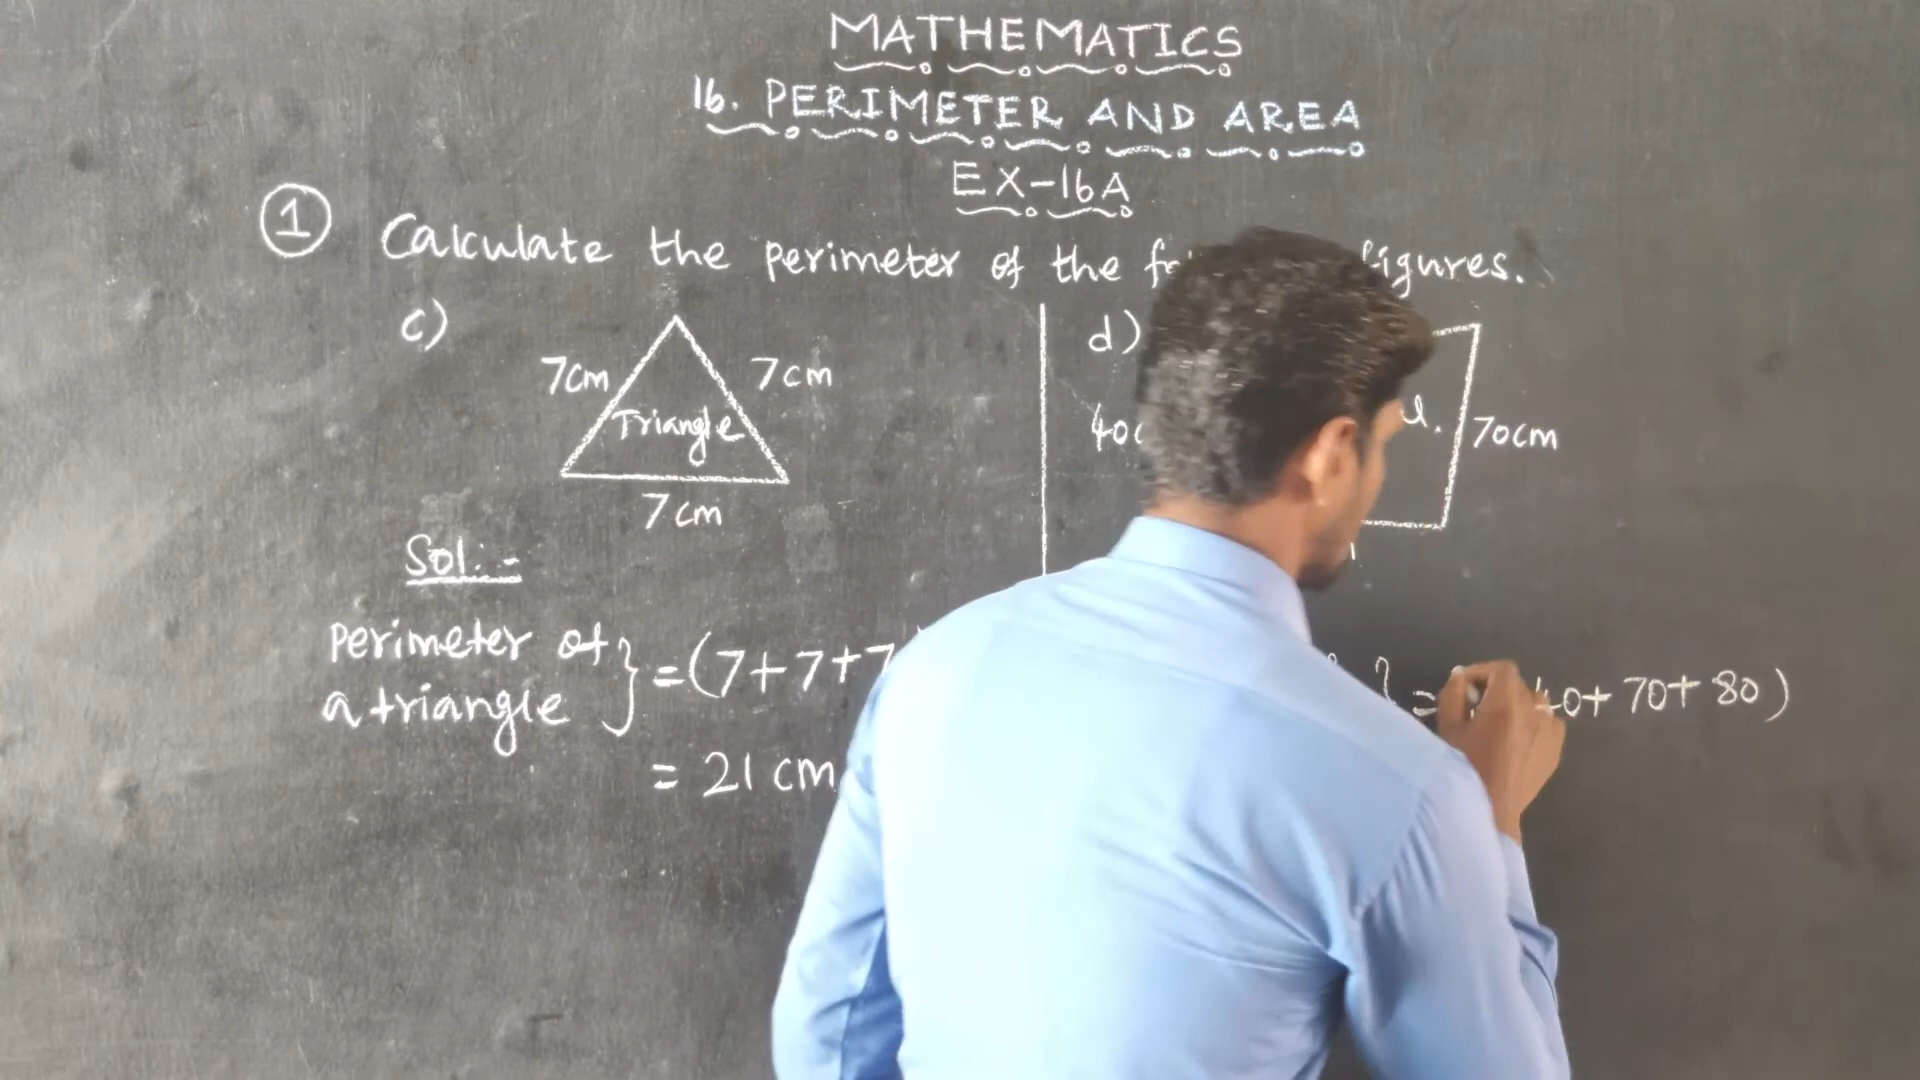 MATHEMATICS
16. PERIMETER AND AREA
EX-16A
1 Calculate the perimeter of the figures.
c)
7cm
7cm
Triangle
7cm
Sol:-
Perimeter of
a triangle } = (7+7+7
= 21 cm
d)
70cm
} = 40+70+80)